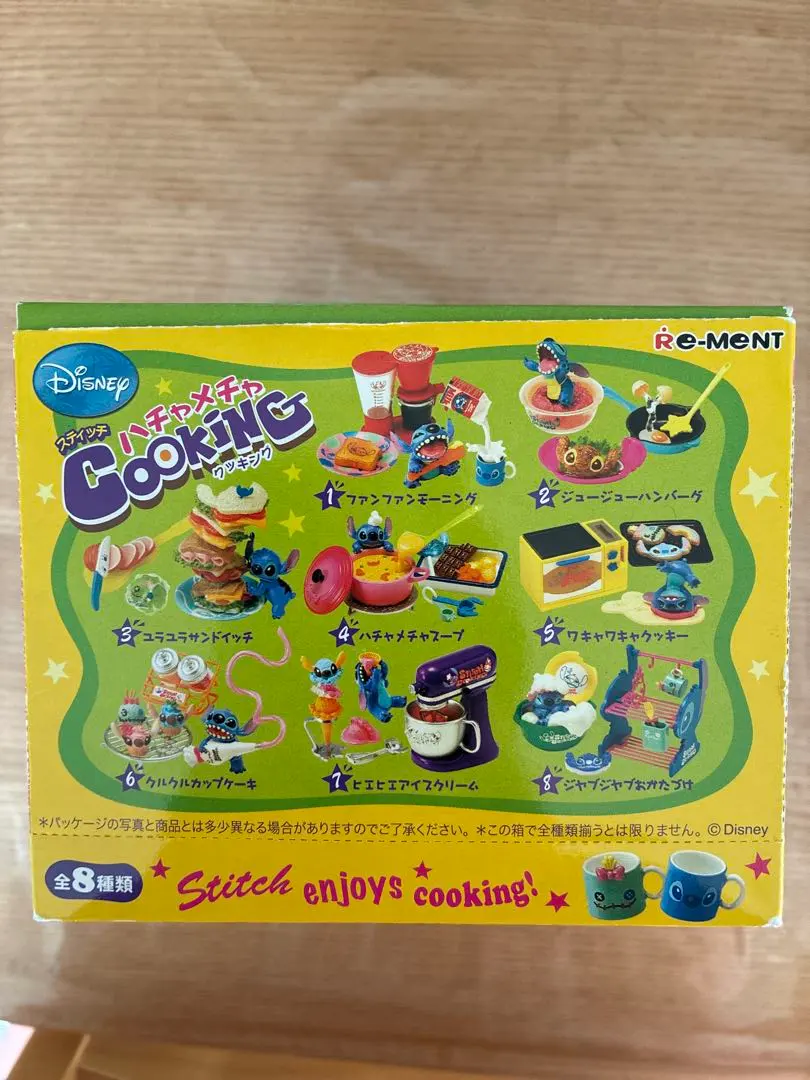 Re-MeNT
Disney
スティッチ
ハチャメチャ
COOKING
クッキング
1 ファンファンモーニング
2 ジュージューハンバーグ
3 ユラユラサンドイッチ
4 ハチャメチャスープ
5 ワキャワキャクッキー
6 クルクルカップケーキ
7 ヒエヒエアイスクリーム
8 ジャブジャブおかたづけ
*パッケージの写真と商品とは多少異なる場合がありますのでご了承ください。*この箱で全種類揃うとは限りません。©Disney
全8種類
Stitch enjoys cooking!